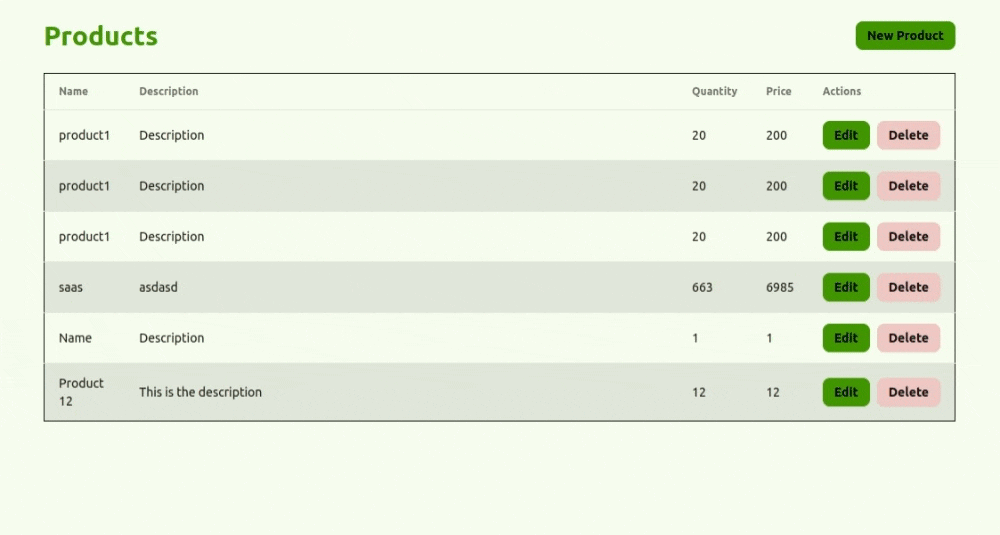 Products
New Product
Name Description Quantity Price Actions
product1 Description 20 200 Edit Delete
product1 Description 20 200 Edit Delete
product1 Description 20 200 Edit Delete
saas asdasd 663 6985 Edit Delete
Name Description 1 1 Edit Delete
Product
12 This is the description 12 12 Edit Delete